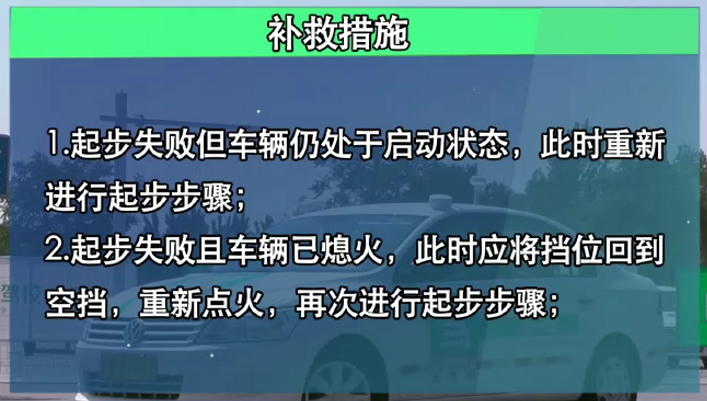 补救措施
1.起步失败但车辆仍处于启动状态，此时重新
进行起步步骤；
2.起步失败且车辆已熄火，此时应将挡位回到
空挡，重新点火，再次进行起步步骤；
驾校